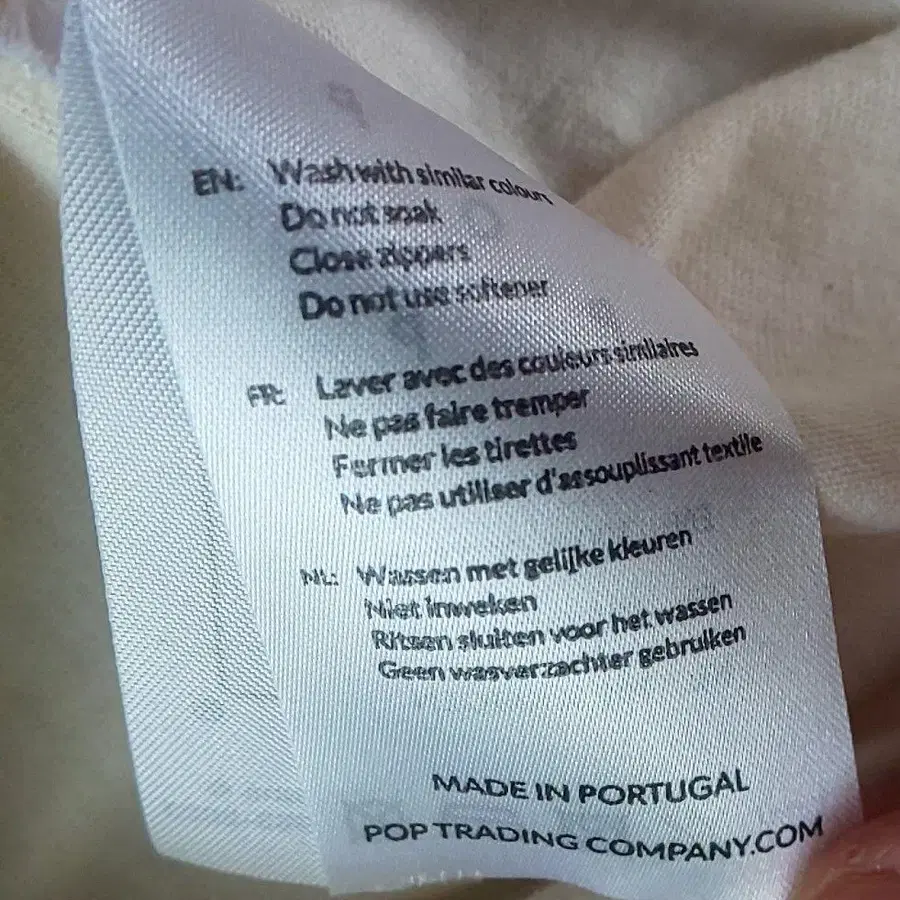 EN: Wash with similar colours
Do not soak
Close zippers
Do not use softener
FR: Laver avec des couleurs similaires
Ne pas faire tremper
Fermer les tirettes
Ne pas utiliser d'assouplissant textile
NL: Wassen met gelijke kleuren
Niet inweken
Ritsen sluiten voor het wassen
Geen wasverzachter gebruiken
MADE IN PORTUGAL
POP TRADING COMPANY.COM